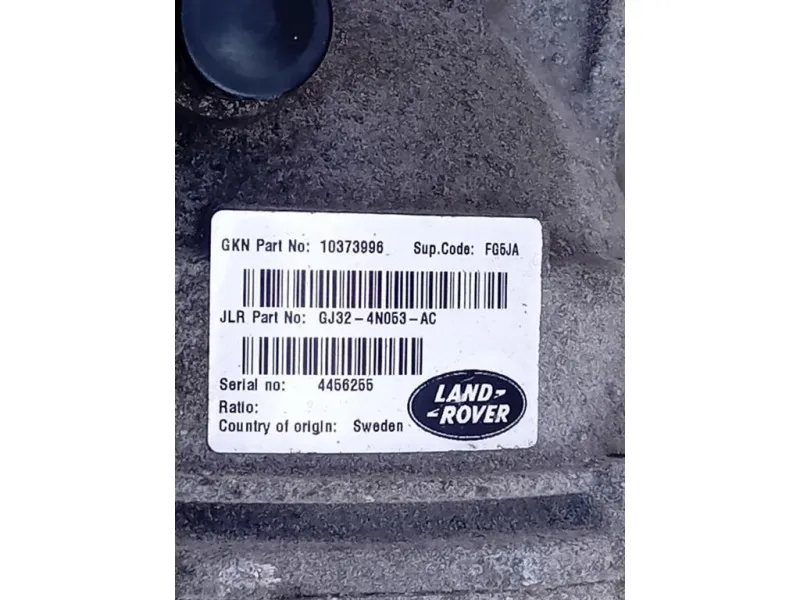 GKN Part No: 10373996 Sup.Code: FG5JA
JLR Part No: GJ32-4N053-AC
Serial no: 4456255
Ratio:
Country of origin: Sweden
LAND
ROVER